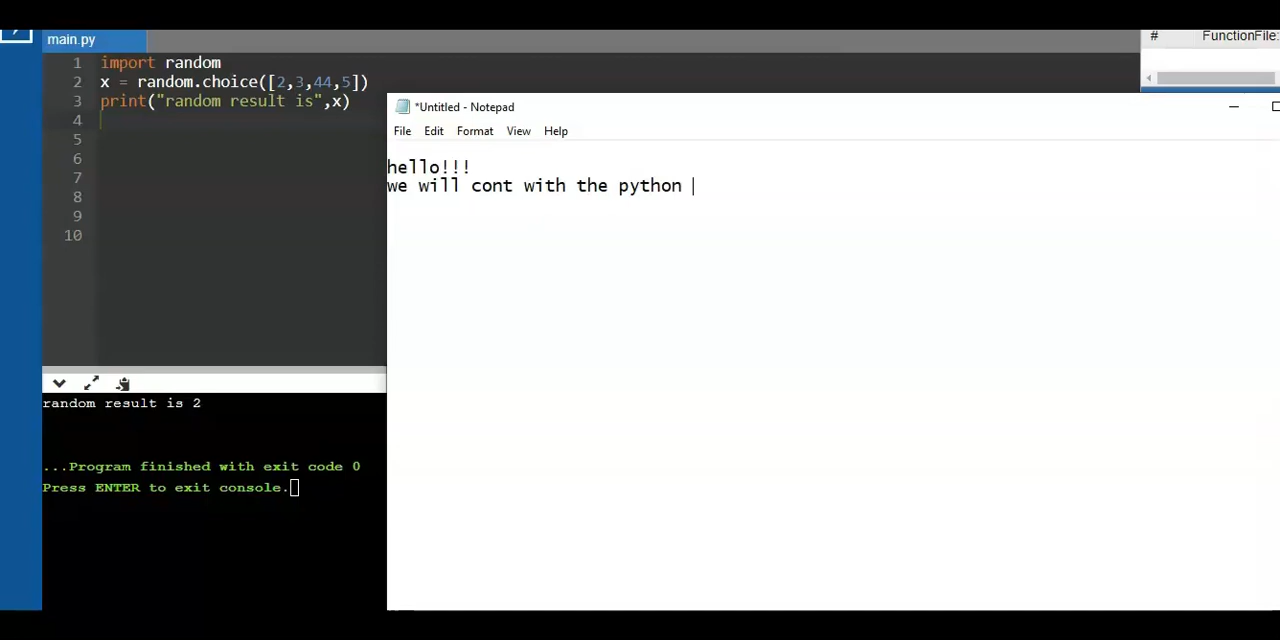 main.py
# FunctionFile:
1 import random
2 x = random.choice([2,3,44,5])
3 print("random result is",x)
4
5
6
7
8
9
10
*Untitled - Notepad
File Edit Format View Help
hello!!!
we will cont with the python
random result is 2
...Program finished with exit code 0
Press ENTER to exit console.